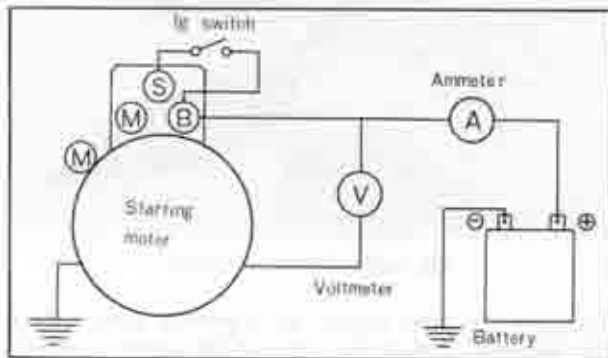 Ig switch
S
M
B
M
Ammeter
A
V
Starting
motor
Voltmeter
⊖
⊕
Battery